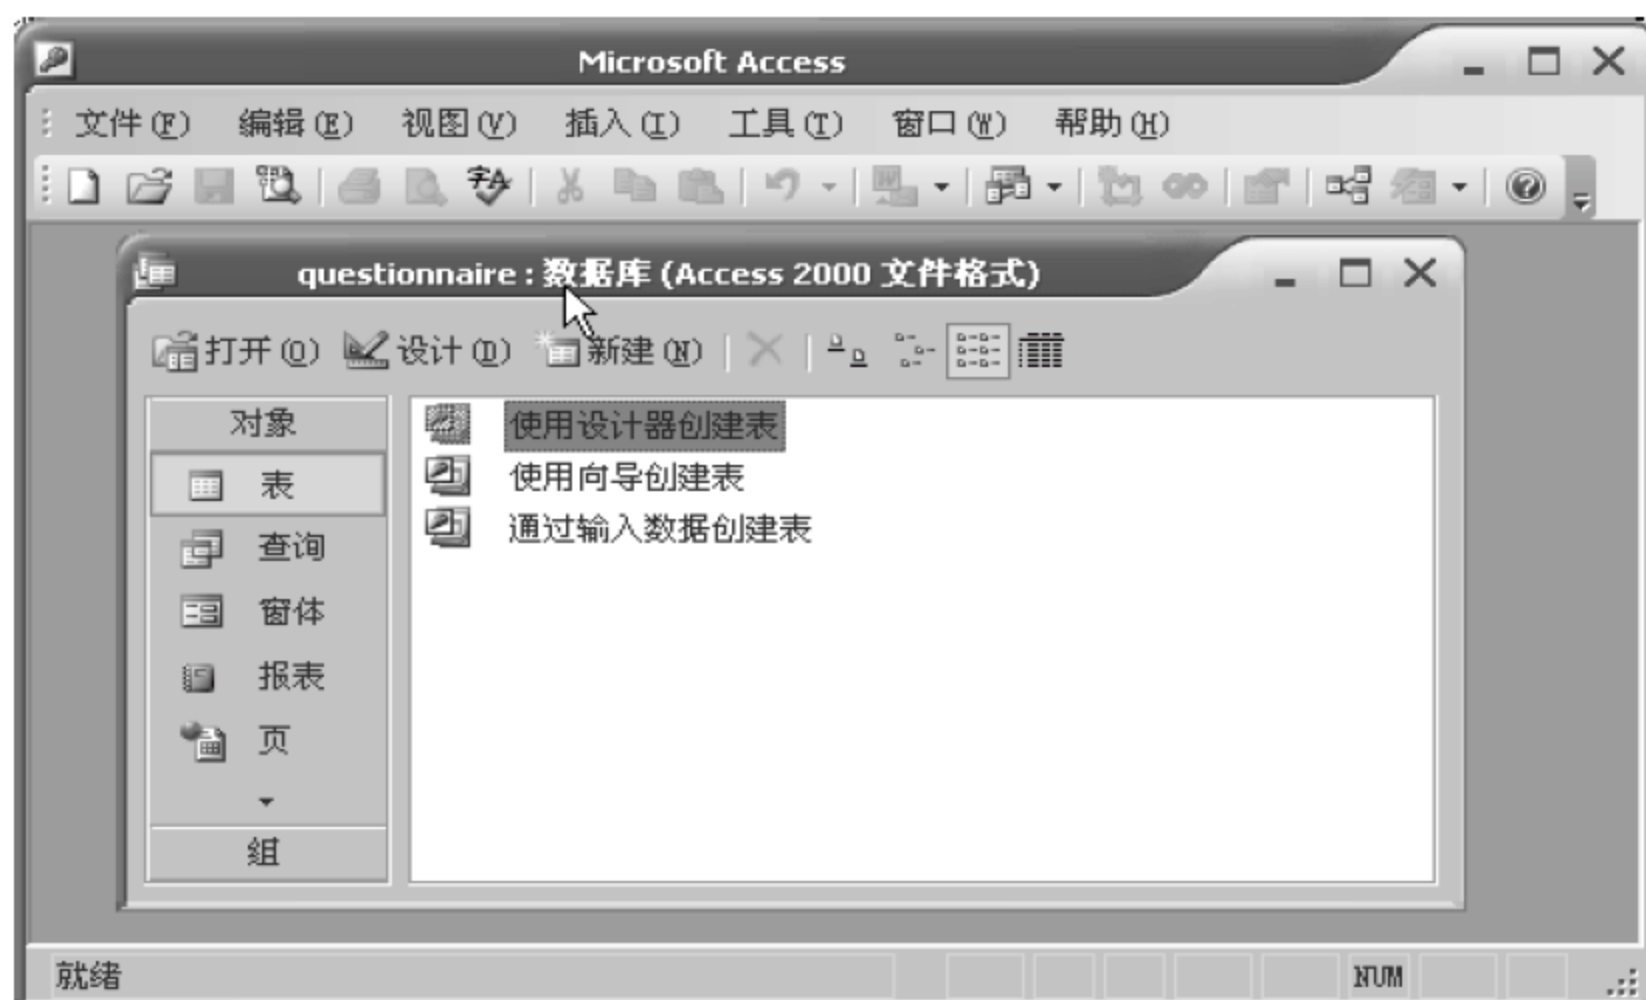 Microsoft Access
文件(F) 编辑(E) 视图(V) 插入(I) 工具(T) 窗口(W) 帮助(H)
questionnaire : 数据库 (Access 2000 文件格式)
打开(O) 设计(D) 新建(N)
对象
表
查询
窗体
报表
页
组
使用设计器创建表
使用向导创建表
通过输入数据创建表
就绪 NUM